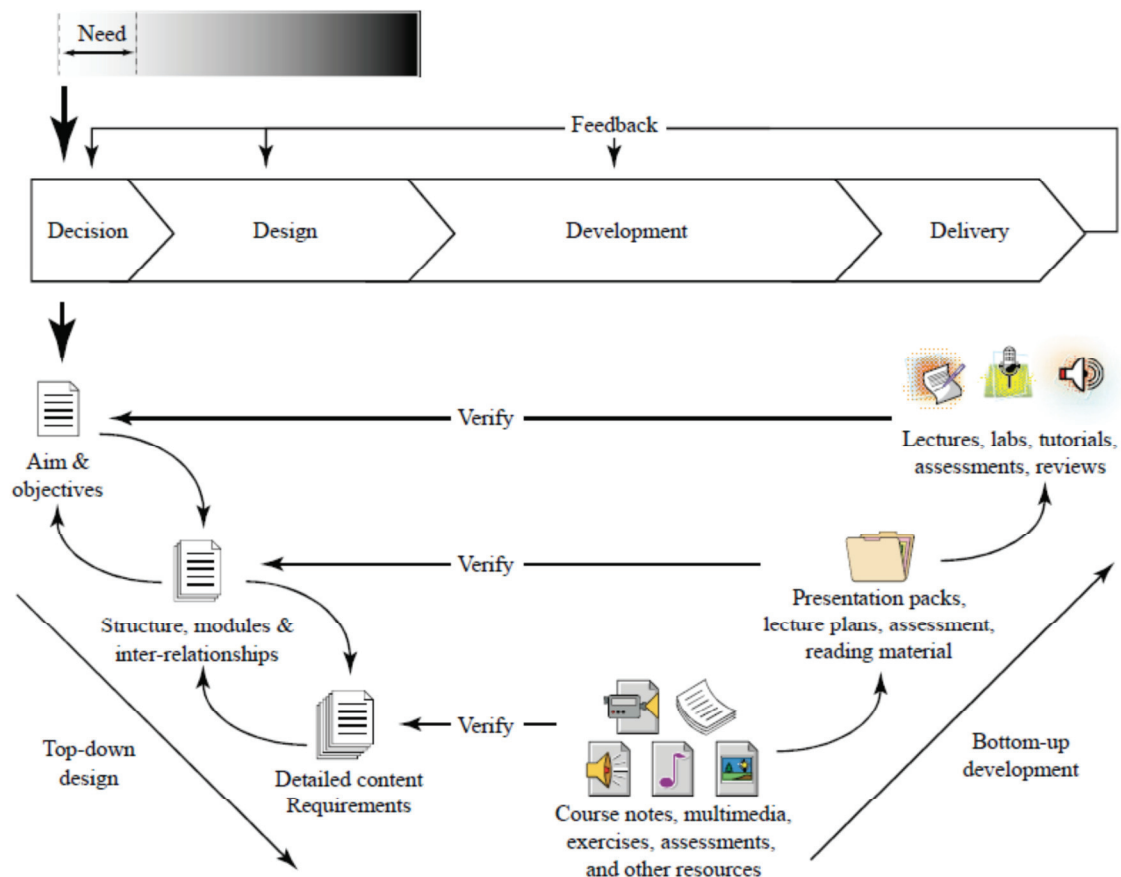 Need
Feedback
Decision
Design
Development
Delivery
Verify
Lectures, labs, tutorials,
assessments, reviews
Aim &
objectives
Verify
Presentation packs,
lecture plans, assessment,
reading material
Structure, modules &
inter-relationships
Verify
Top-down
design
Detailed content
Requirements
Course notes, multimedia,
exercises, assessments,
and other resources
Bottom-up
development